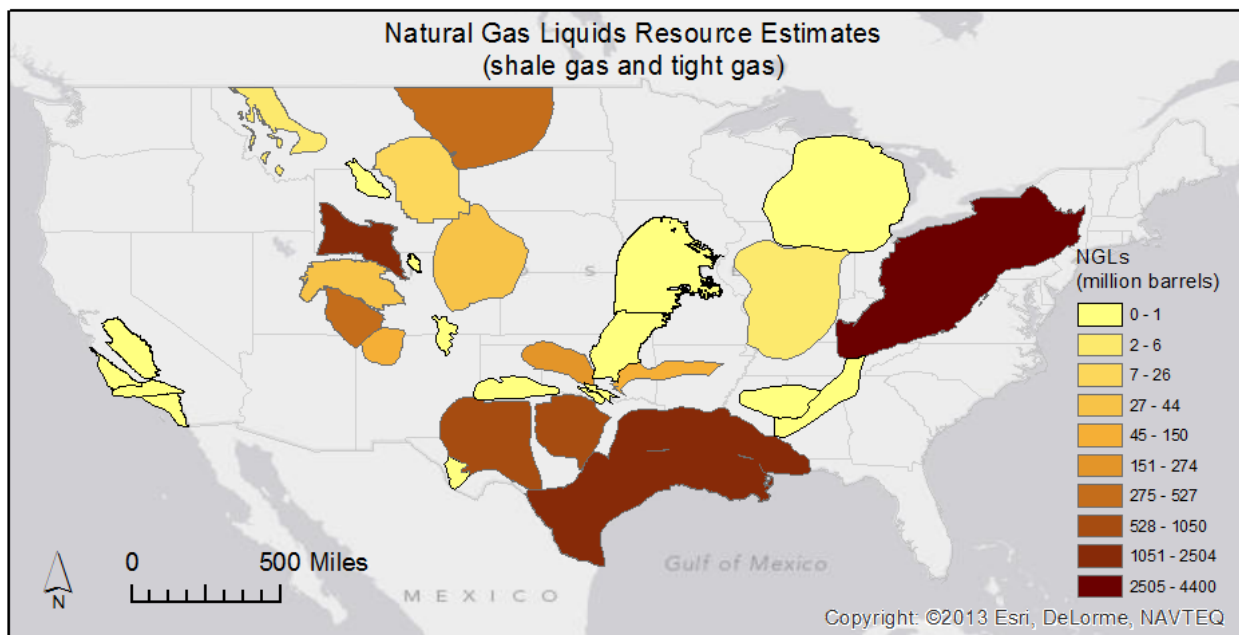 Natural Gas Liquids Resource Estimates
(shale gas and tight gas)
NGLs
(million barrels)
0 - 1
2 - 6
7 - 26
27 - 44
45 - 150
151 - 274
275 - 527
528 - 1050
1051 - 2504
2505 - 4400
0 500 Miles
N
Gulf of Mexico
MEXICO
Copyright: ©2013 Esri, DeLorme, NAVTEQ